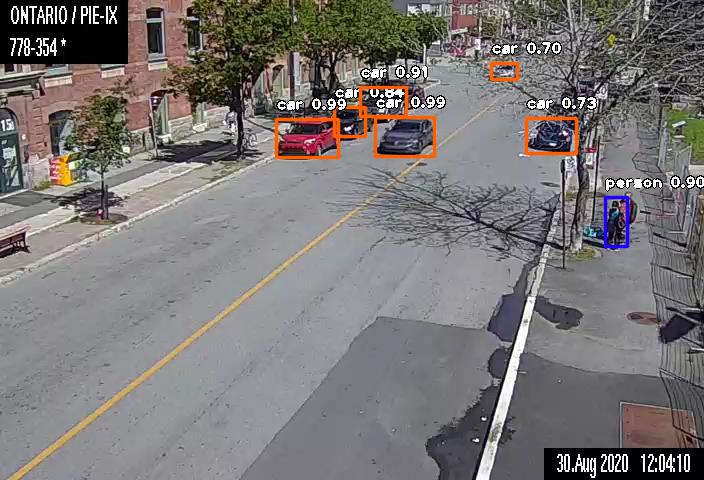 ONTARIO / PIE-IX
778-354 *
car 0.70
car 0.91
car 0.84
car 0.99
car 0.99
car 0.73
person 0.90
15
30.Aug 2020 12:04:10